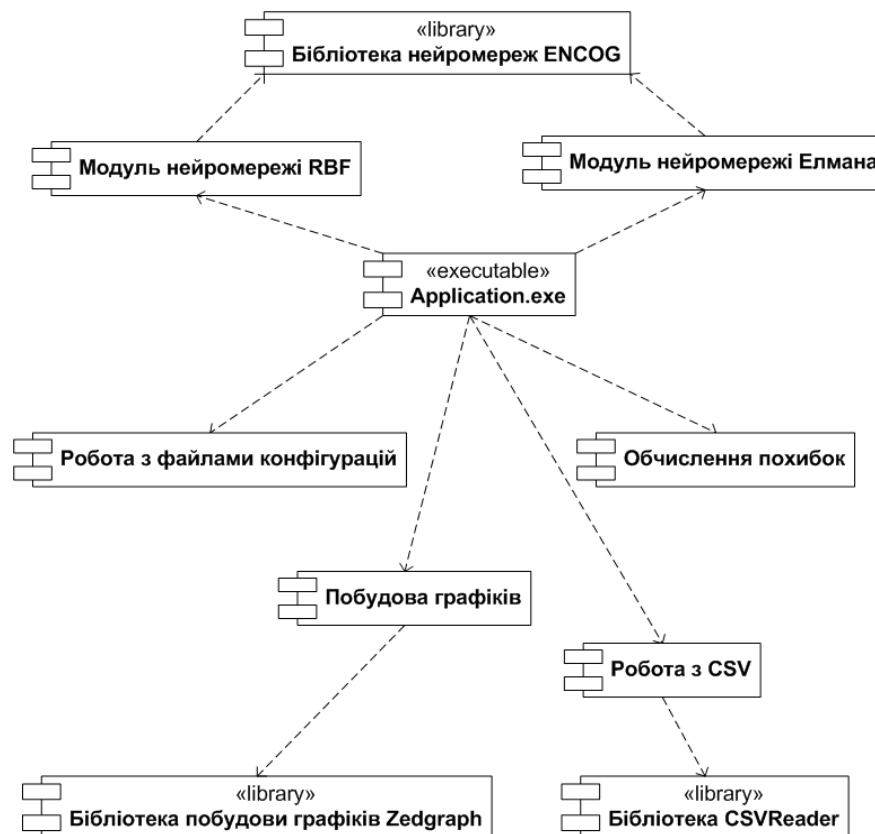 «library»
Бібліотека нейромереж ENCOG
Модуль нейромережі RBF
Модуль нейромережі Елмана
«executable»
Application.exe
Робота з файлами конфігурацій
Обчислення похибок
Побудова графіків
Робота з CSV
«library»
Бібліотека побудови графіків Zedgraph
«library»
Бібліотека CSVReader